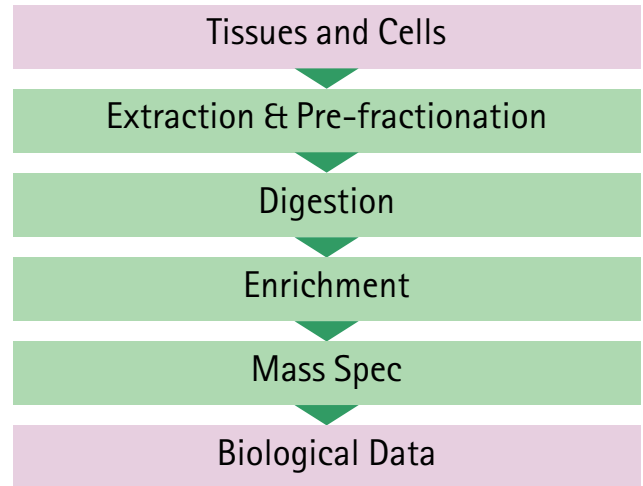 Tissues and Cells
Extraction & Pre-fractionation
Digestion
Enrichment
Mass Spec
Biological Data